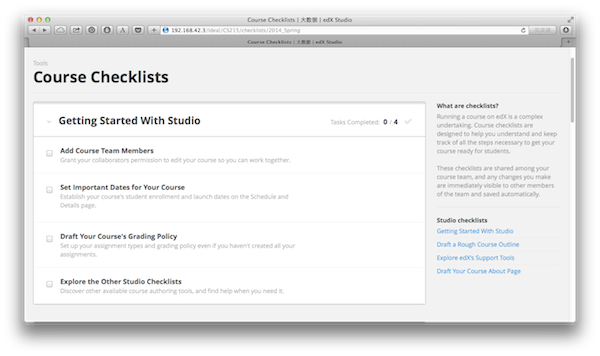 Course Checklists | 大数据 | edX Studio
192.168.42.3/Ideal/CS213/checklists/2014_Spring
Course Checklists | 大数据 | edX Studio
Tools
Course Checklists
Getting Started With Studio
Tasks Completed: 0 / 4
Add Course Team Members
Grant your collaborators permission to edit your course so you can work together.
Set Important Dates for Your Course
Establish your course's student enrollment and launch dates on the Schedule and
Details page.
Draft Your Course's Grading Policy
Set up your assignment types and grading policy even if you haven't created all your
assignments.
Explore the Other Studio Checklists
Discover other available course authoring tools, and find help when you need it.
What are checklists?
Running a course on edX is a complex
undertaking. Course checklists are
designed to help you understand and keep
track of all the steps necessary to get your
course ready for students.
These checklists are shared among your
course team, and any changes you make
are immediately visible to other members
of the team and saved automatically.
Studio checklists
Getting Started With Studio
Draft a Rough Course Outline
Explore edX's Support Tools
Draft Your Course About Page